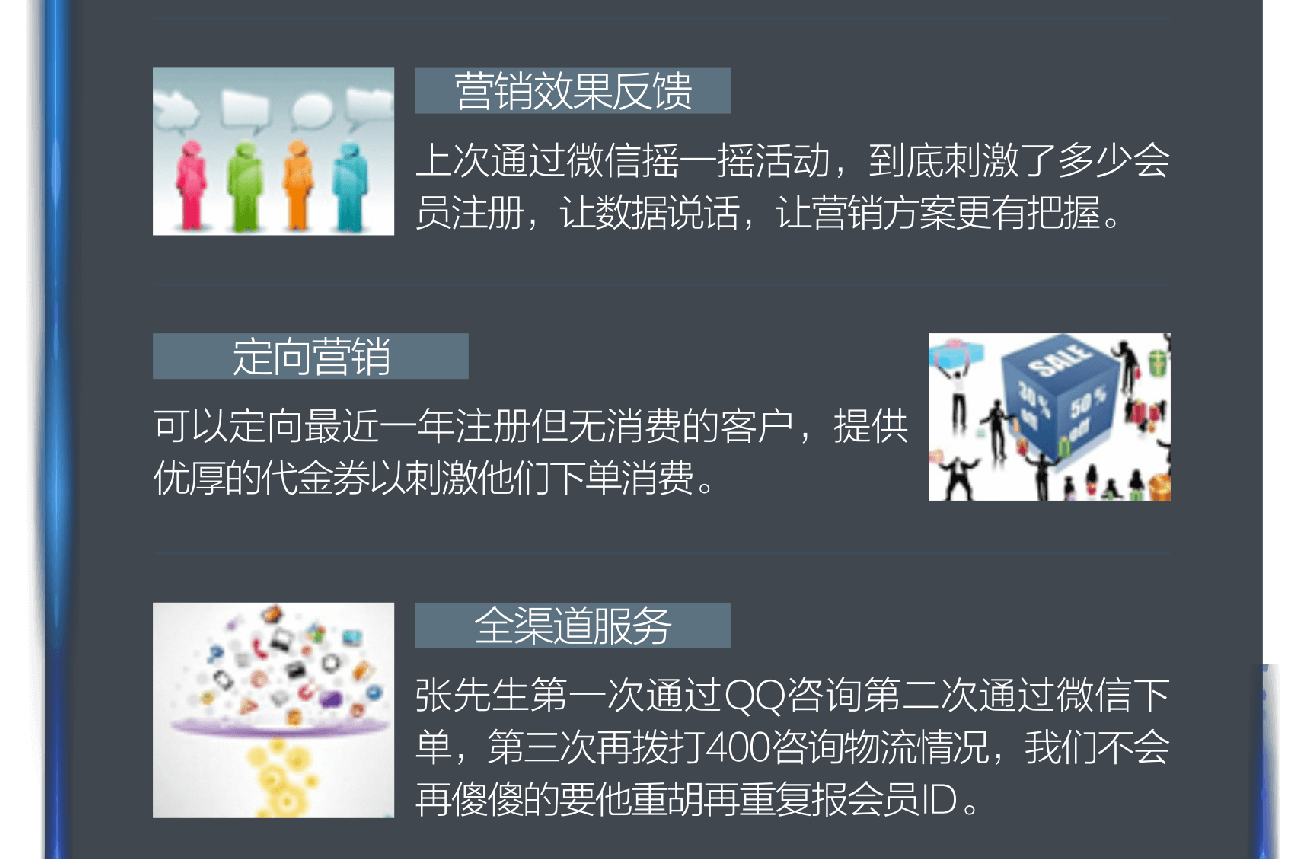 营销效果反馈
上次通过微信摇一摇活动，到底刺激了多少会
员注册，让数据说话，让营销方案更有把握。
定向营销
可以定向最近一年注册但无消费的客户，提供
优厚的代金券以刺激他们下单消费。
SALE
30%
off
50%
off
全渠道服务
张先生第一次通过QQ咨询第二次通过微信下
单，第三次再拨打400咨询物流情况，我们不会
再傻傻的要他重胡再重复报会员ID。